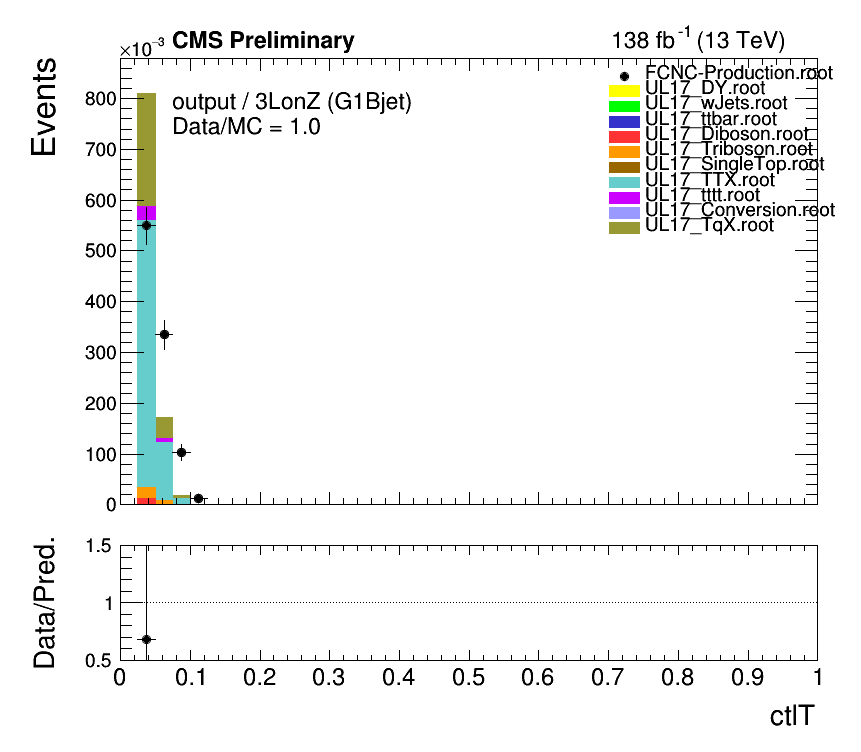 ×10⁻³ CMS Preliminary 138 fb⁻¹ (13 TeV)
Events
output / 3LonZ (G1Bjet)
Data/MC = 1.0
FCNC-Production.root
UL17_DY.root
UL17_wJets.root
UL17_ttbar.root
UL17_Diboson.root
UL17_Triboson.root
UL17_SingleTop.root
UL17_TTX.root
UL17_tttt.root
UL17_Conversion.root
UL17_TqX.root
800
700
600
500
400
300
200
100
0
Data/Pred.
1.5
1
0.5
0 0.1 0.2 0.3 0.4 0.5 0.6 0.7 0.8 0.9 1
ctlT